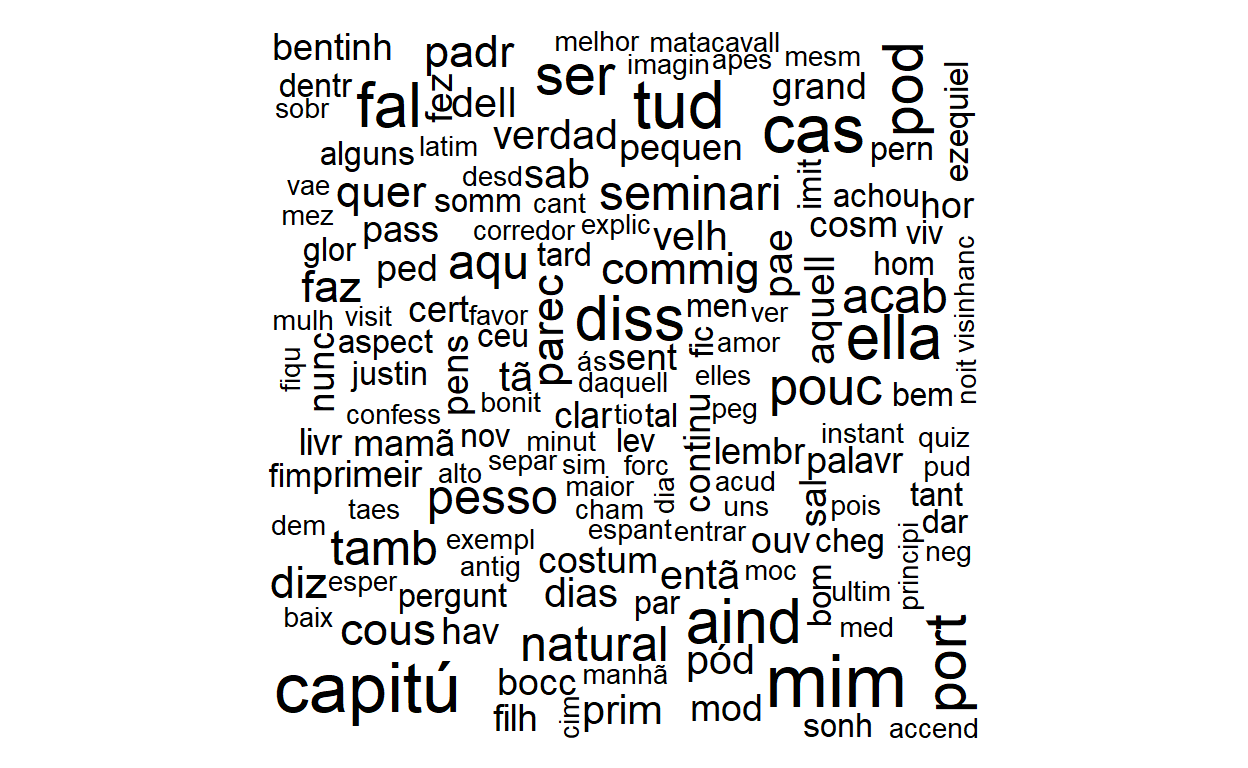 bentinh padr melhor matacavall
imagin apes mesm
dentr fez ser grand pod ezequiel
sobr fal dell tud cas
verdad
alguns latim pequen pern
vae quer desd sab seminari imit achou
mez somm cant hor
pass corredor explic velh cosm viv
glor ped aqu tard commig pae hom
faz parec aquell acab visinhanc
mulh visit cert favor diss men ver
nunc aspect ceu fic amor ella
fiqu justin pens tã ás sent
daquell elles pouc bem noit
confess bonit clar tio tal peg
livr mamã nov minut lev continu lembr instant quiz
fim primeir alto separ sim forc palavr pud
pesso maior dia acud sal tant
taes cham uns pois
dem espant entrar dar
tamb exempl ouv cheg principi neg
antig costum
diz esper entã moc ultim
pergunt dias par bom
baix cous hav aind med port
natural
capitú bocc manhã pód mim
filh cim prim mod sonh accend